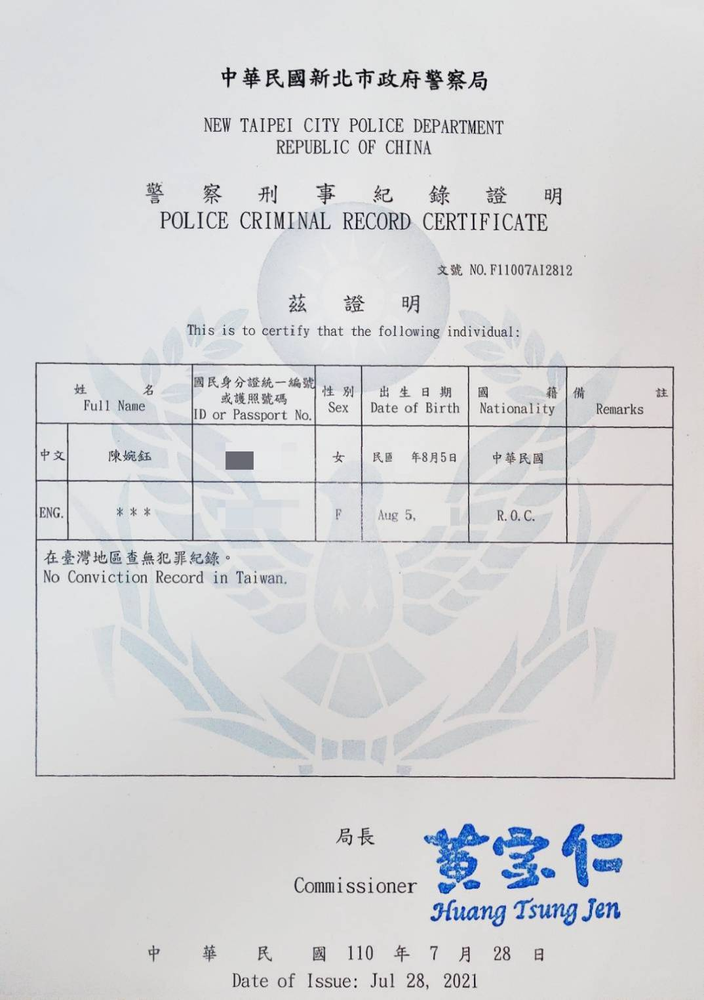 中華民國新北市政府警察局
NEW TAIPEI CITY POLICE DEPARTMENT
REPUBLIC OF CHINA
警察刑事紀錄證明
POLICE CRIMINAL RECORD CERTIFICATE
文號 NO.F11007AI2812
茲證明
This is to certify that the following individual:
姓名
Full Name
國民身分證統一編號
或護照號碼
ID or Passport No.
性別
Sex
出生日期
Date of Birth
國籍
Nationality
備註
Remarks
中文 陳婉鈺 女 民 年8月5日 中華民國
ENG. *** F Aug 5, R.O.C.
在臺灣地區查無犯罪紀錄。
No Conviction Record in Taiwan.
局長
Commissioner
黃宗仁
Huang Tsung Jen
中華民國 110 年 7 月 28 日
Date of Issue: Jul 28, 2021